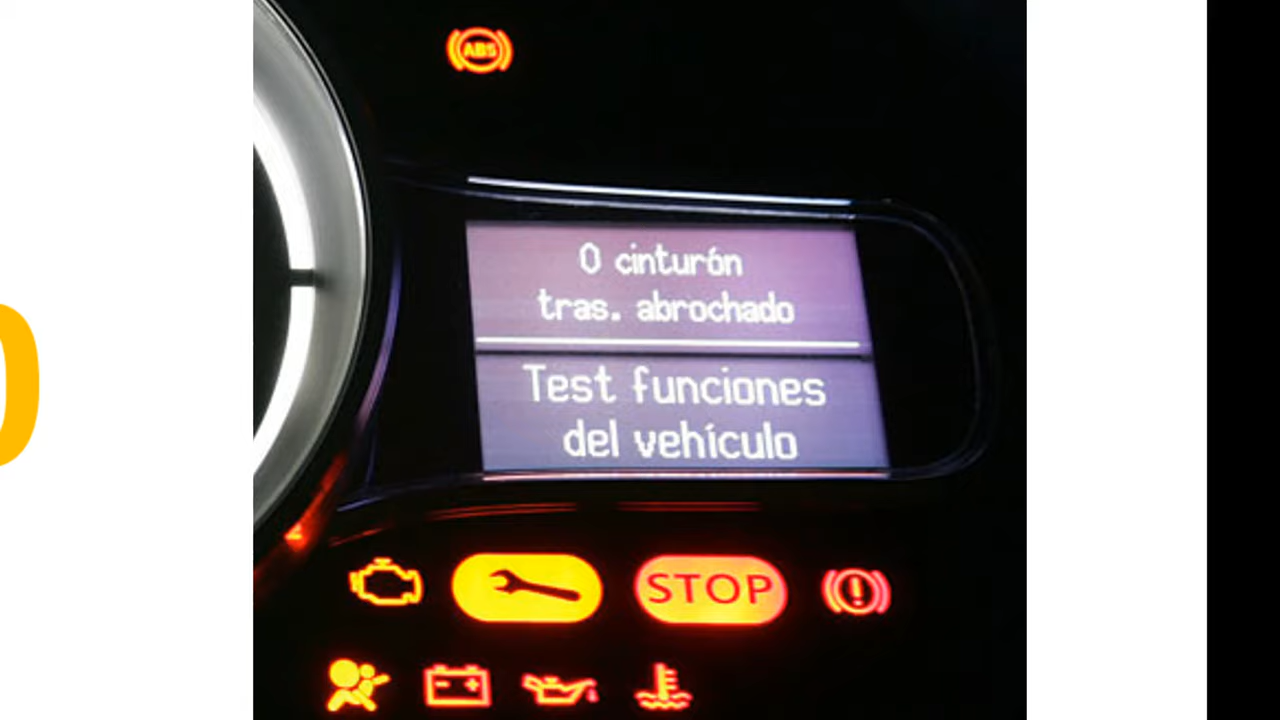 ABS
0 cinturón
tras. abrochado
Test funciones
del vehículo
STOP